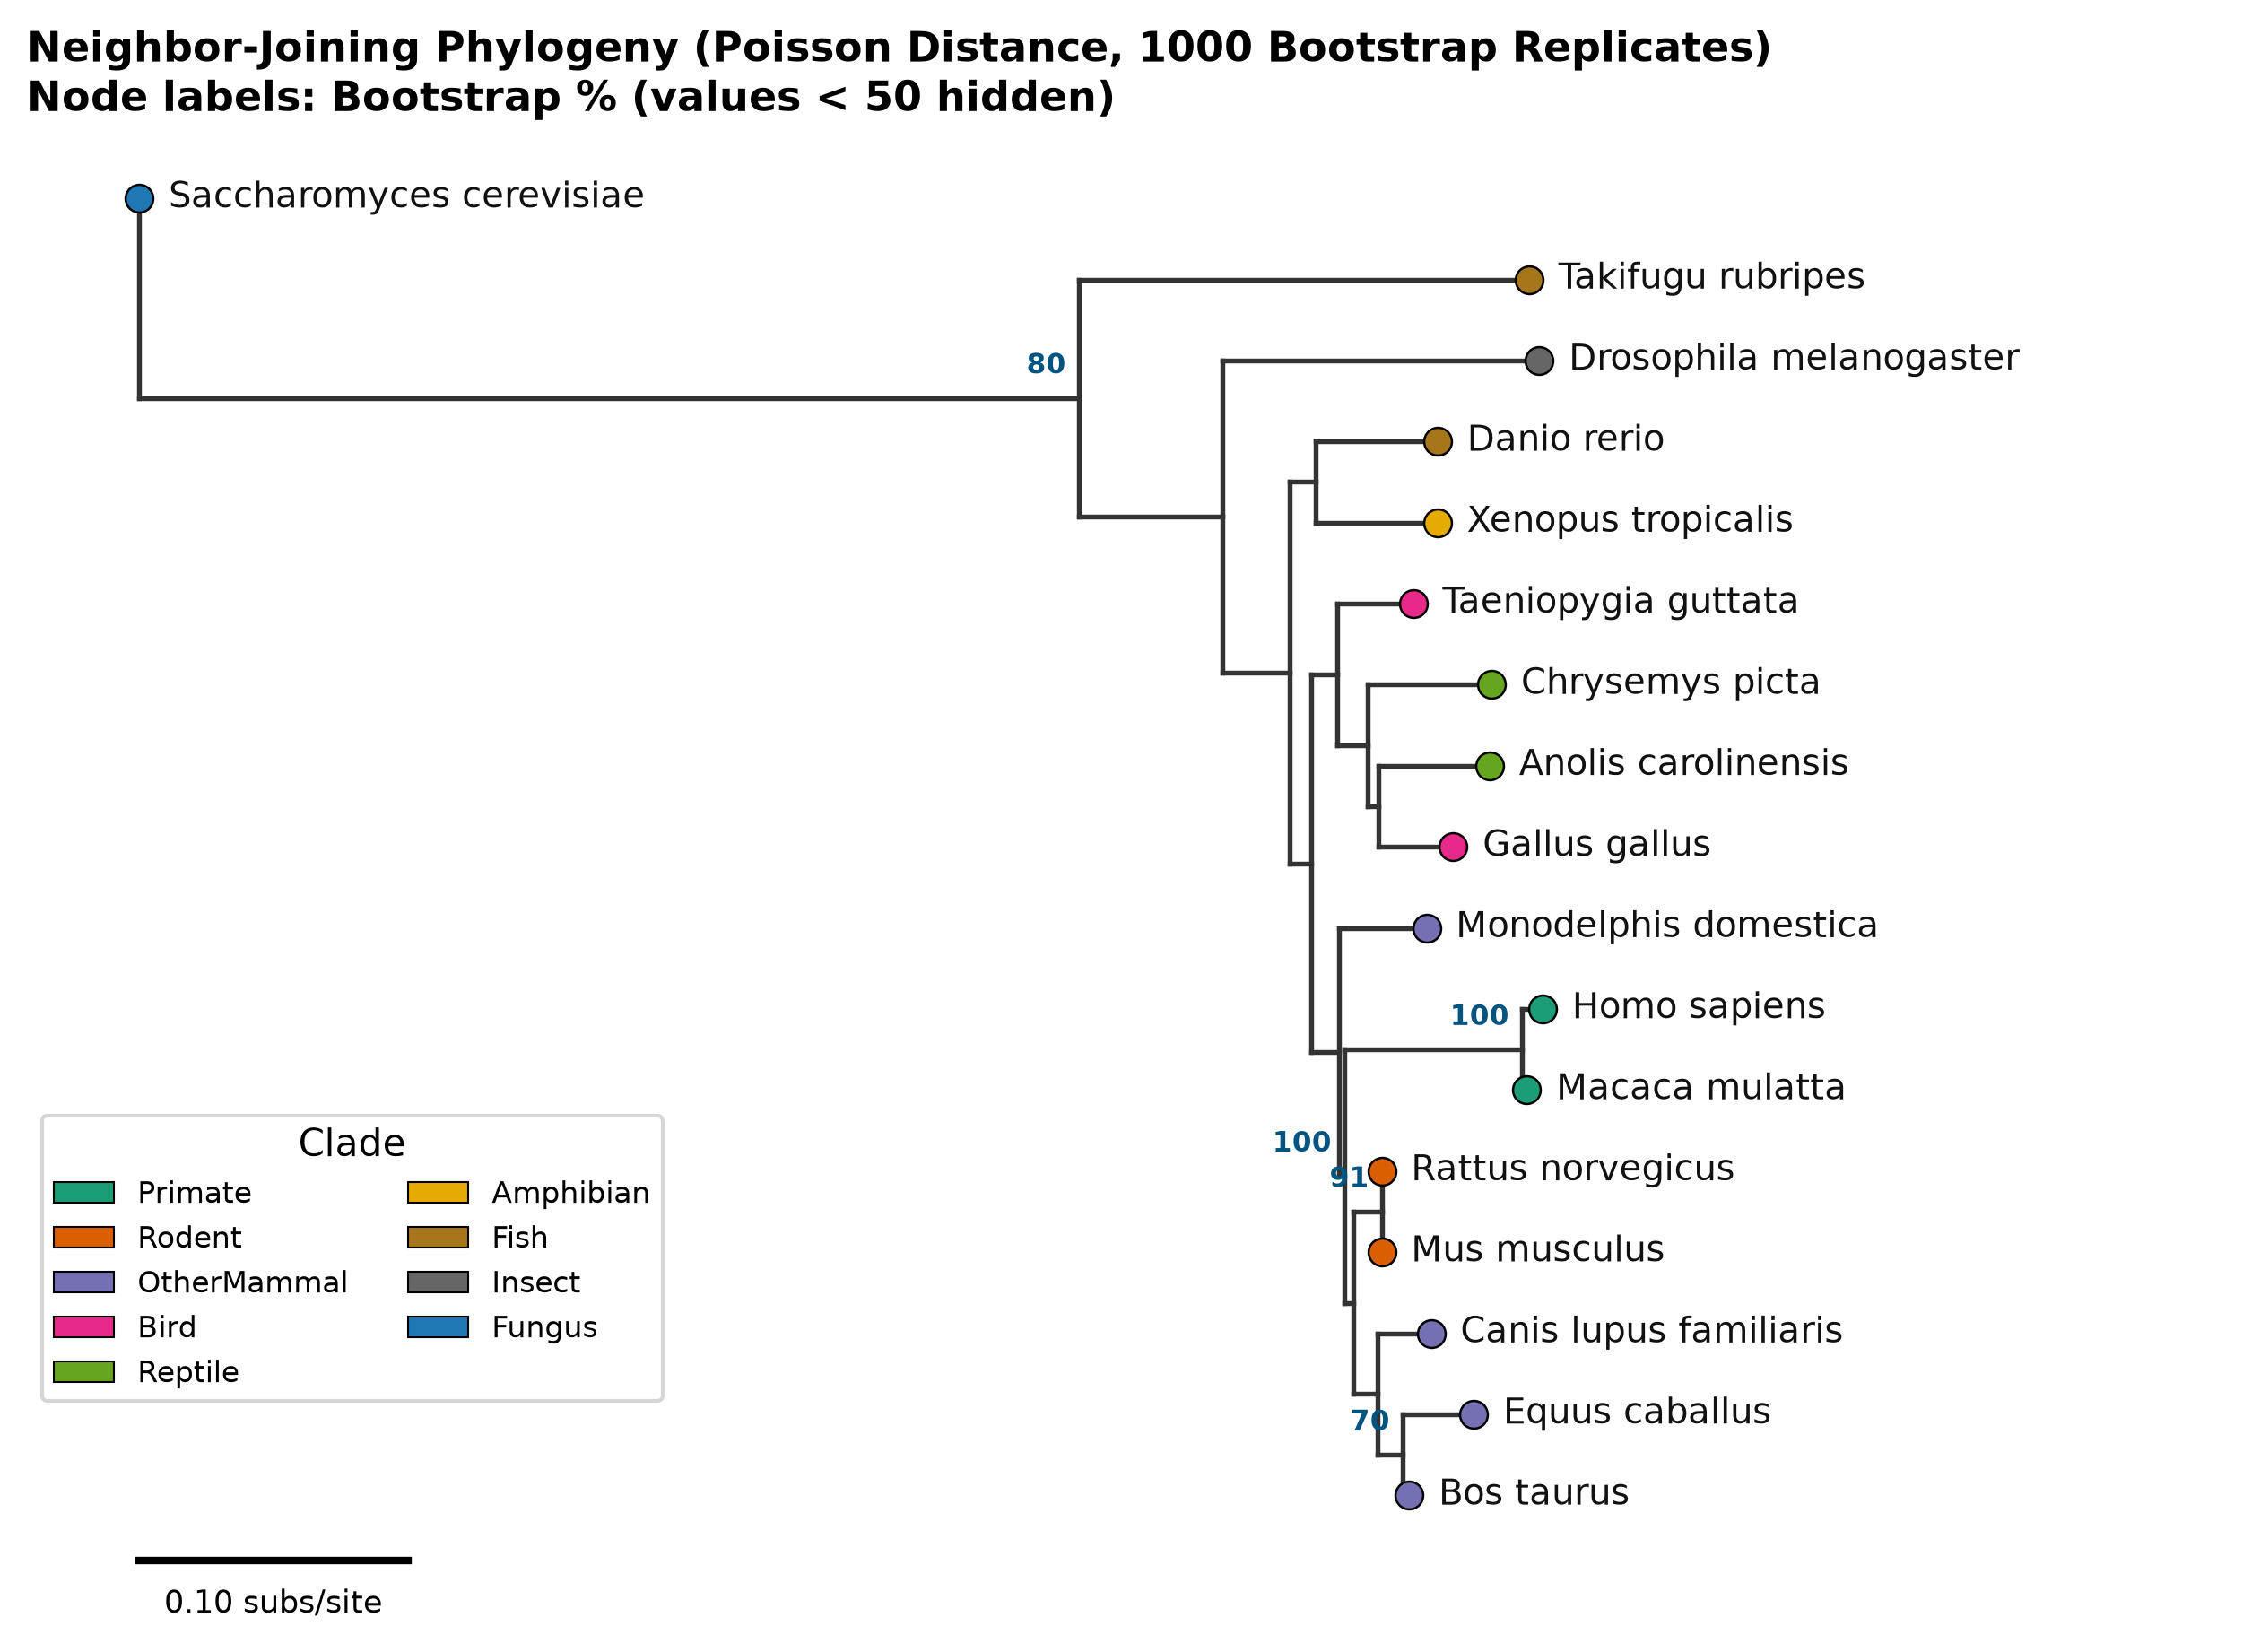 Neighbor-Joining Phylogeny (Poisson Distance, 1000 Bootstrap Replicates)
Node labels: Bootstrap % (values < 50 hidden)
Saccharomyces cerevisiae
Takifugu rubripes
80
Drosophila melanogaster
Danio rerio
Xenopus tropicalis
Taeniopygia guttata
Chrysemys picta
Anolis carolinensis
Gallus gallus
Monodelphis domestica
100
Homo sapiens
Macaca mulatta
100
91
Rattus norvegicus
Mus musculus
Canis lupus familiaris
70
Equus caballus
Bos taurus
Clade
Primate
Rodent
OtherMammal
Bird
Reptile
Amphibian
Fish
Insect
Fungus
0.10 subs/site